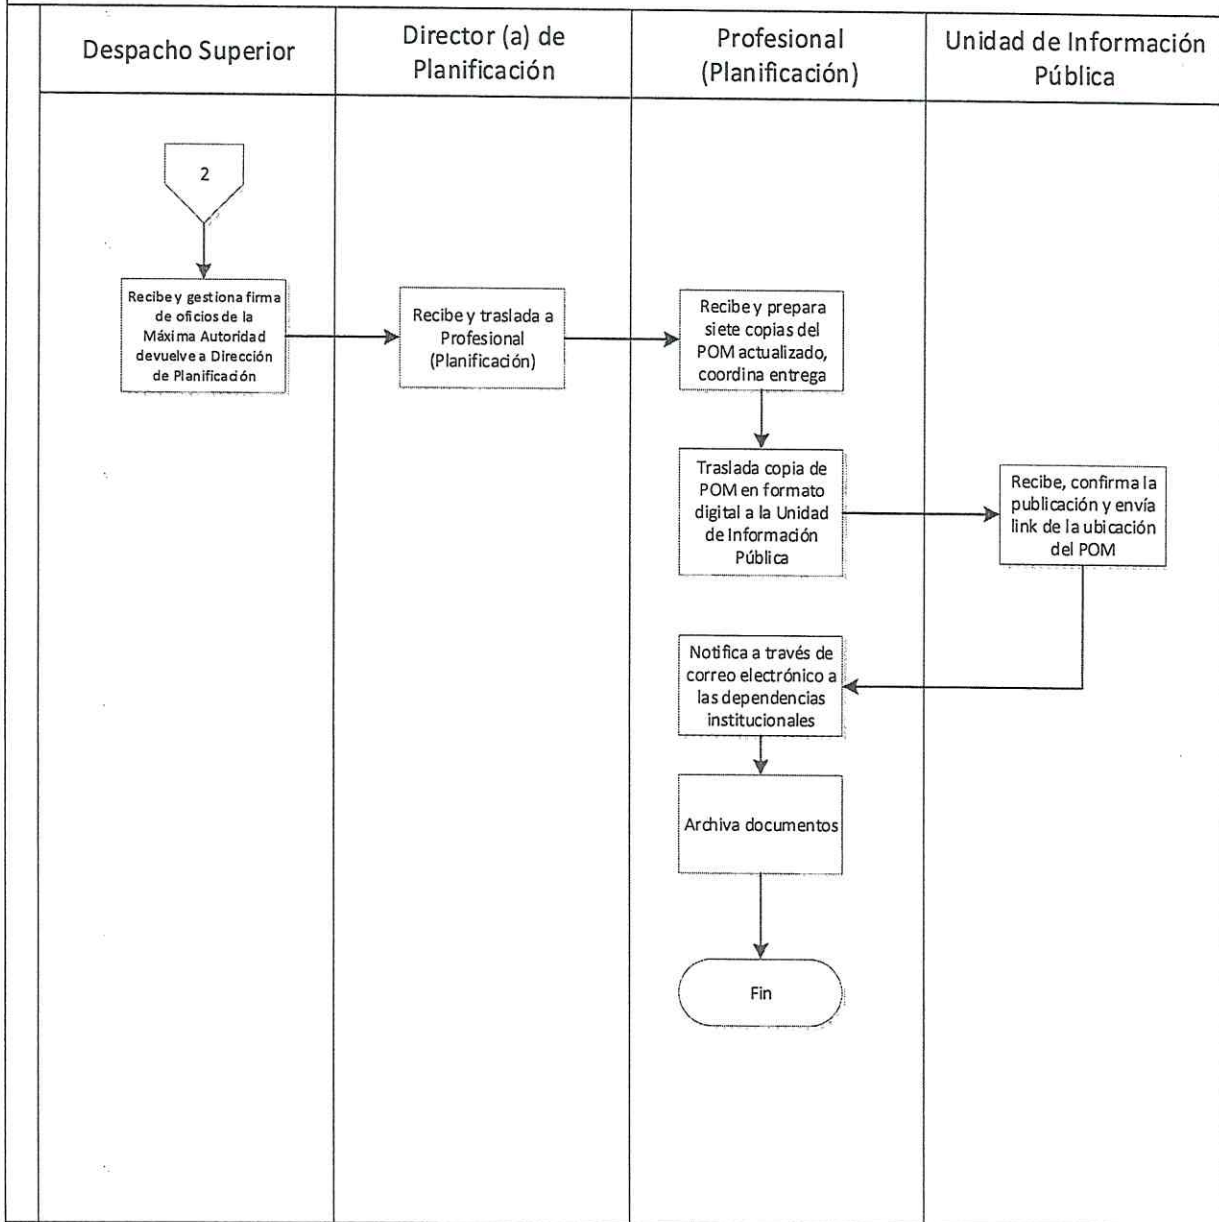 Despacho Superior
Director (a) de
Planificación
Profesional
(Planificación)
Unidad de Información
Pública
2
Recibe y gestiona firma
de oficios de la
Máxima Autoridad
devuelve a Dirección
de Planificación
Recibe y traslada a
Profesional
(Planificación)
Recibe y prepara
siete copias del
POM actualizado,
coordina entrega
Traslada copia de
POM en formato
digital a la Unidad
de Información
Pública
Recibe, confirma la
publicación y envía
link de la ubicación
del POM
Notifica a través de
correo electrónico a
las dependencias
institucionales
Archiva documentos
Fin